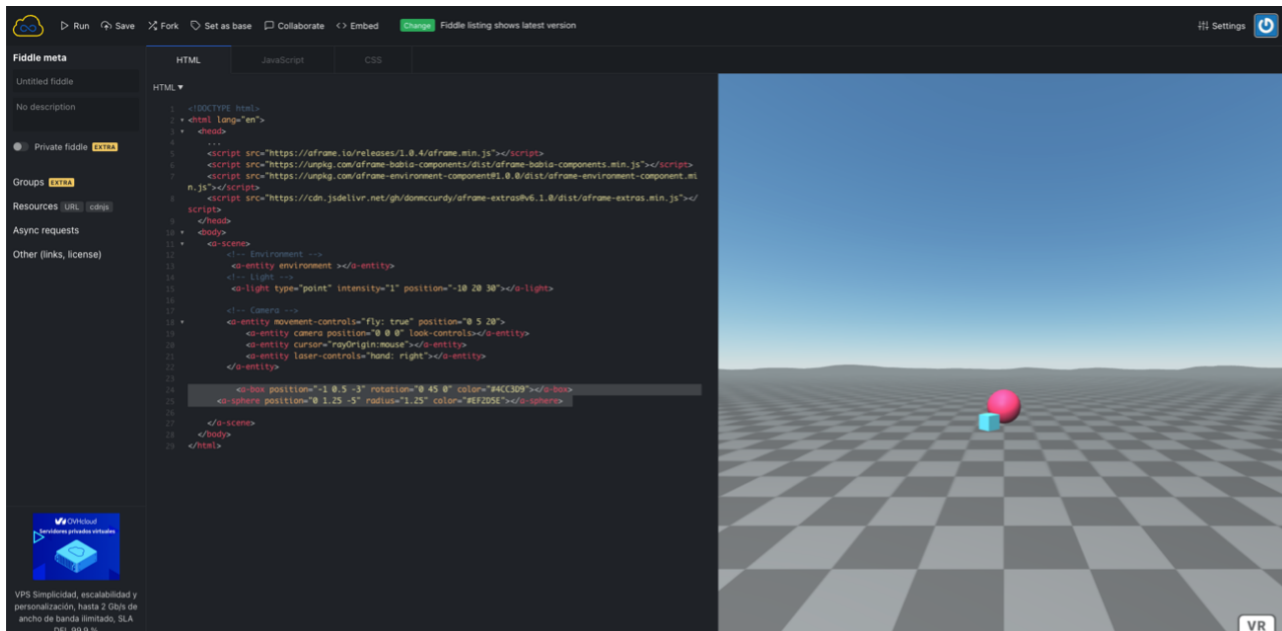 Run
Save
Fork
Set as base
Collaborate
<> Embed
Change
Fiddle listing shows latest version
Settings
Fiddle meta
Untitled fiddle
No description
Private fiddle EXTRA
Groups EXTRA
Resources URL cdnjs
Async requests
Other (links, license)
HTML
JavaScript
CSS
HTML ▼
1 <!DOCTYPE html>
2 <html lang="en">
3 <head>
4 ...
5 <script src="https://aframe.io/releases/1.0.4/aframe.min.js"></script>
6 <script src="https://unpkg.com/aframe-babia-components/dist/aframe-babia-components.min.js"></script>
7 <script src="https://unpkg.com/aframe-environment-component@1.0.0/dist/aframe-environment-component.mi
n.js"></script>
8 <script src="https://cdn.jsdelivr.net/gh/donmccurdy/aframe-extras@v6.1.0/dist/aframe-extras.min.js"></
script>
9 </head>
10 <body>
11 <a-scene>
12 <!-- Environment -->
13 <a-entity environment ></a-entity>
14 <!-- Light -->
15 <a-light type="point" intensity="1" position="-10 20 30"></a-light>
16
17 <!-- Camera -->
18 <a-entity movement-controls="fly: true" position="0 5 20">
19 <a-entity camera position="0 0 0" look-controls></a-entity>
20 <a-entity cursor="rayOrigin:mouse"></a-entity>
21 <a-entity laser-controls="hand: right"></a-entity>
22 </a-entity>
23
24 <a-box position="-1 0.5 -3" rotation="0 45 0" color="#4CC3D9"></a-box>
25 <a-sphere position="0 1.25 -5" radius="1.25" color="#EF2D5E"></a-sphere>
26
27 </a-scene>
28 </body>
29 </html>
OVHcloud
Servidores privados virtuales
VPS Simplicidad, escalabilidad y
personalización, hasta 2 Gb/s de
ancho de banda ilimitado, SLA
DEL 99,9 %
VR